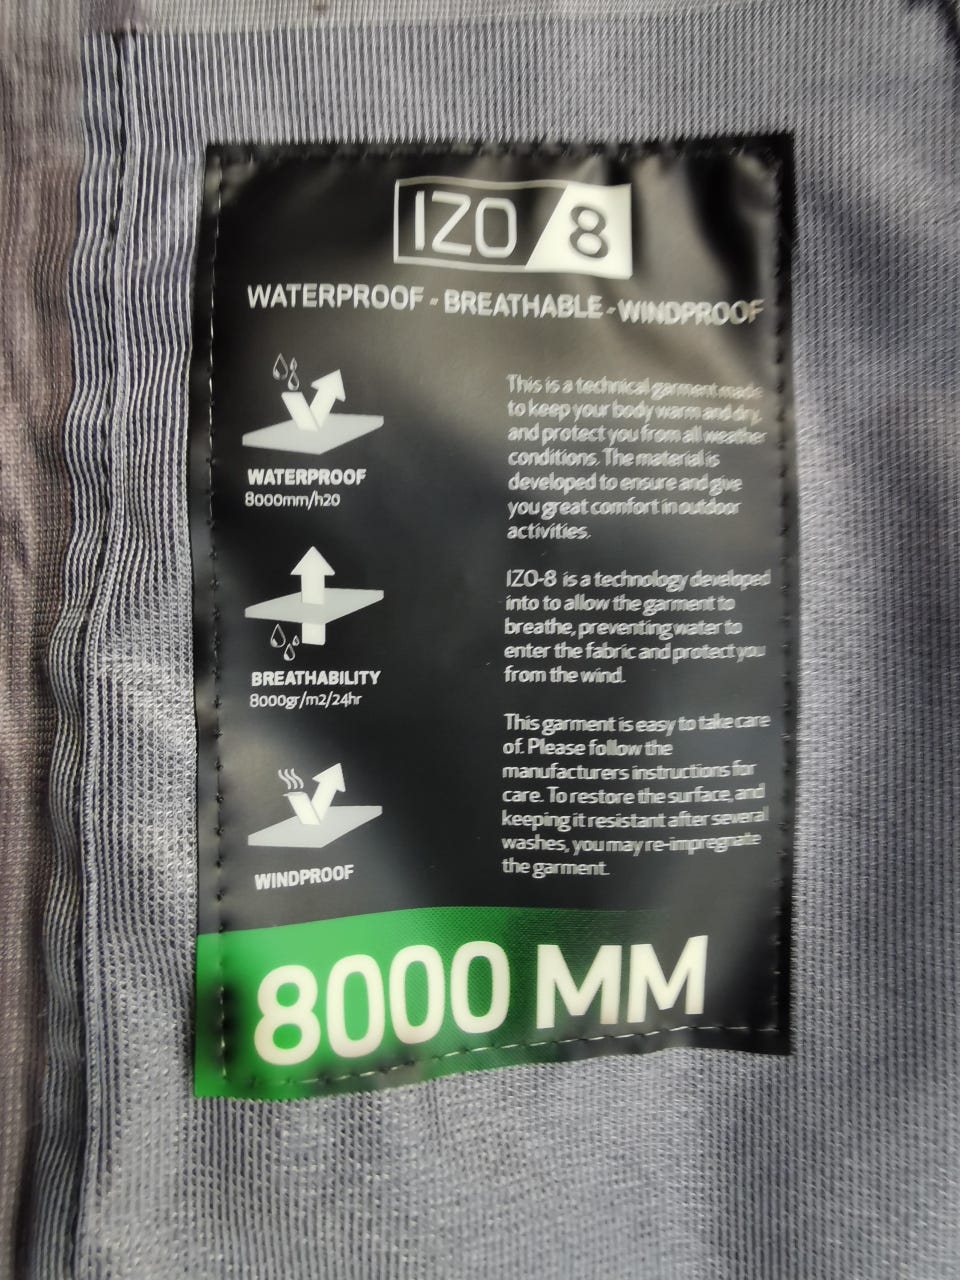 IZO/8
WATERPROOF - BREATHABLE - WINDPROOF
WATERPROOF
8000mm/h20
BREATHABILITY
8000gr/m2/24hr
WINDPROOF
This is a technical garment made
to keep your body warm and dry,
and protect you from all weather
conditions. The material is
developed to ensure and give
you great comfort in outdoor
activities.
IZO-8 is a technology developed
into to allow the garment to
breathe, preventing water to
enter the fabric and protect you
from the wind.
This garment is easy to take care
of. Please follow the
manufacturers instructions for
care. To restore the surface, and
keeping it resistant after several
washes, you may re-impregnate
the garment.
8000 MM